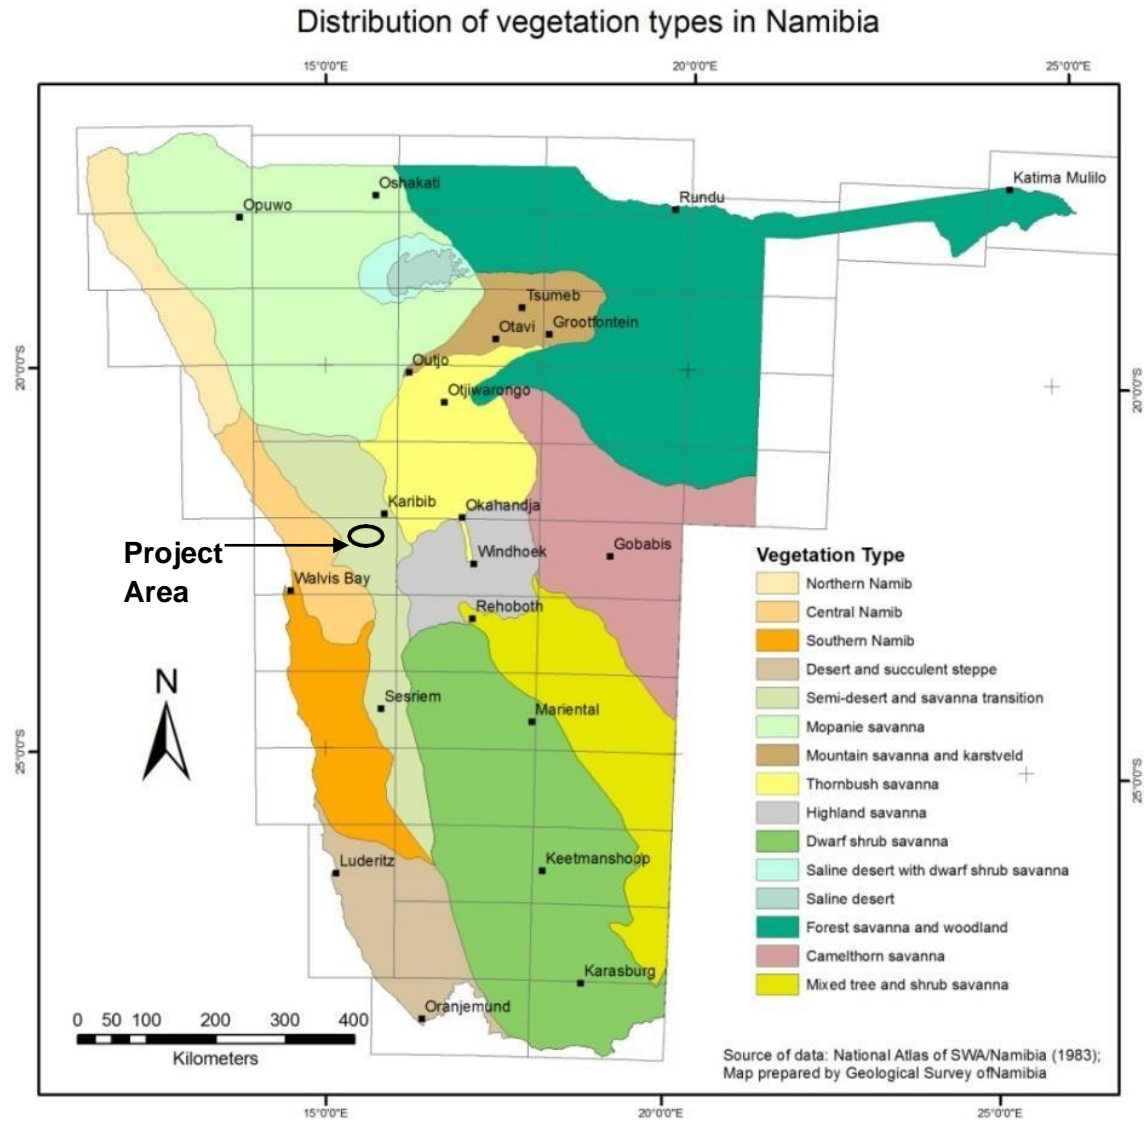 Distribution of vegetation types in Namibia
15°0'0"E
20°0'0"E
25°0'0"E
Katima Mulilo
Oshakati
Rundu
Opuwo
Tsumeb
Otavi
Grootfontein
20°0'0"S
20°0'0"S
Outjo
Otjiwarongo
Karibib
Okahandja
Project
Area
Windhoek
Gobabis
Walvis Bay
Rehoboth
Vegetation Type
Northern Namib
Central Namib
Southern Namib
Desert and succulent steppe
Semi-desert and savanna transition
Mopanie savanna
Mountain savanna and karstveld
Thornbush savanna
Highland savanna
Dwarf shrub savanna
Saline desert with dwarf shrub savanna
Saline desert
Forest savanna and woodland
Camelthorn savanna
Mixed tree and shrub savanna
N
Sesriem
Mariental
25°0'0"S
25°0'0"S
Luderitz
Keetmanshoop
Karasburg
Oranjemund
0 50 100 200 300 400
Kilometers
Source of data: National Atlas of SWA/Namibia (1983);
Map prepared by Geological Survey ofNamibia
15°0'0"E
20°0'0"E
25°0'0"E